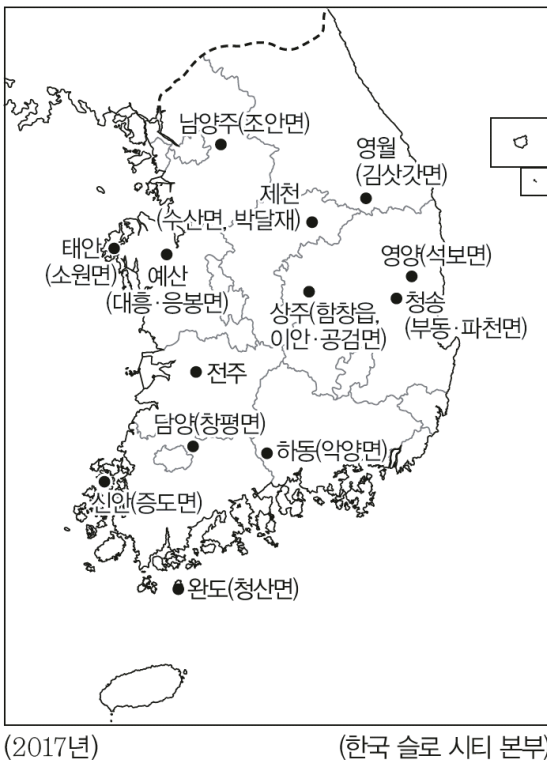 남양주(조안면)
영월
(김삿갓면)
제천
(수산면, 박달재)
태안
(소원면)
예산
(대흥·응봉면)
영양(석보면)
청송
(부동·파천면)
상주(함창읍,
이안·공검면)
전주
담양(창평면)
하동(악양면)
신안(증도면)
완도(청산면)
(2017년)
(한국 슬로 시티 본부)